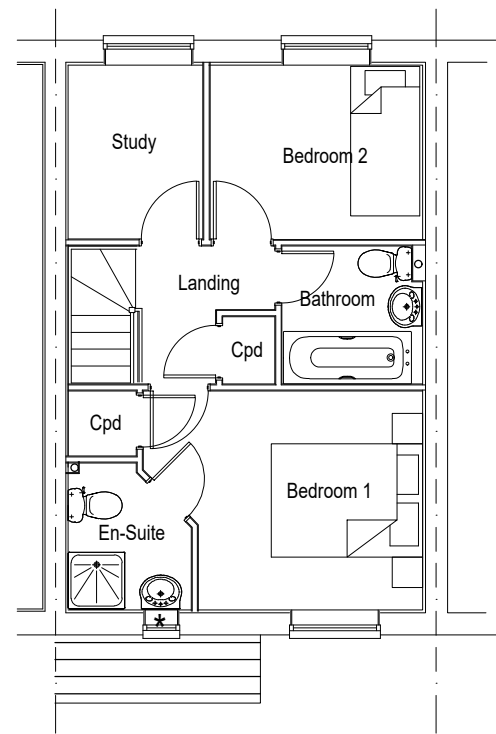 Study
Bedroom 2
Landing
Bathroom
Cpd
Cpd
Bedroom 1
En-Suite
*